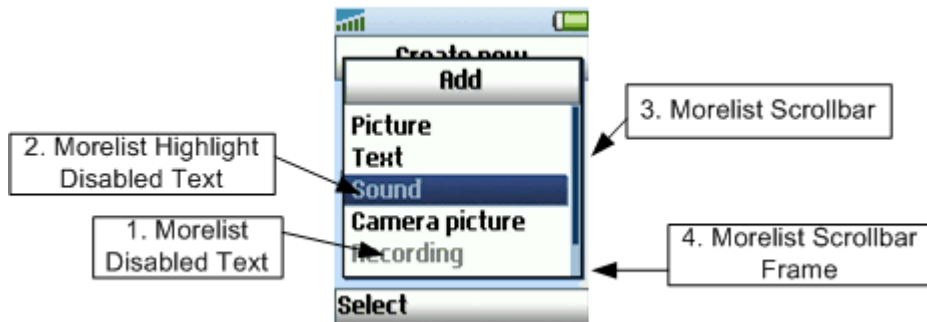 Create new
Add
Picture
Text
Sound
Camera picture
Recording
Select
2. Morelist Highlight
Disabled Text
1. Morelist
Disabled Text
3. Morelist Scrollbar
4. Morelist Scrollbar
Frame